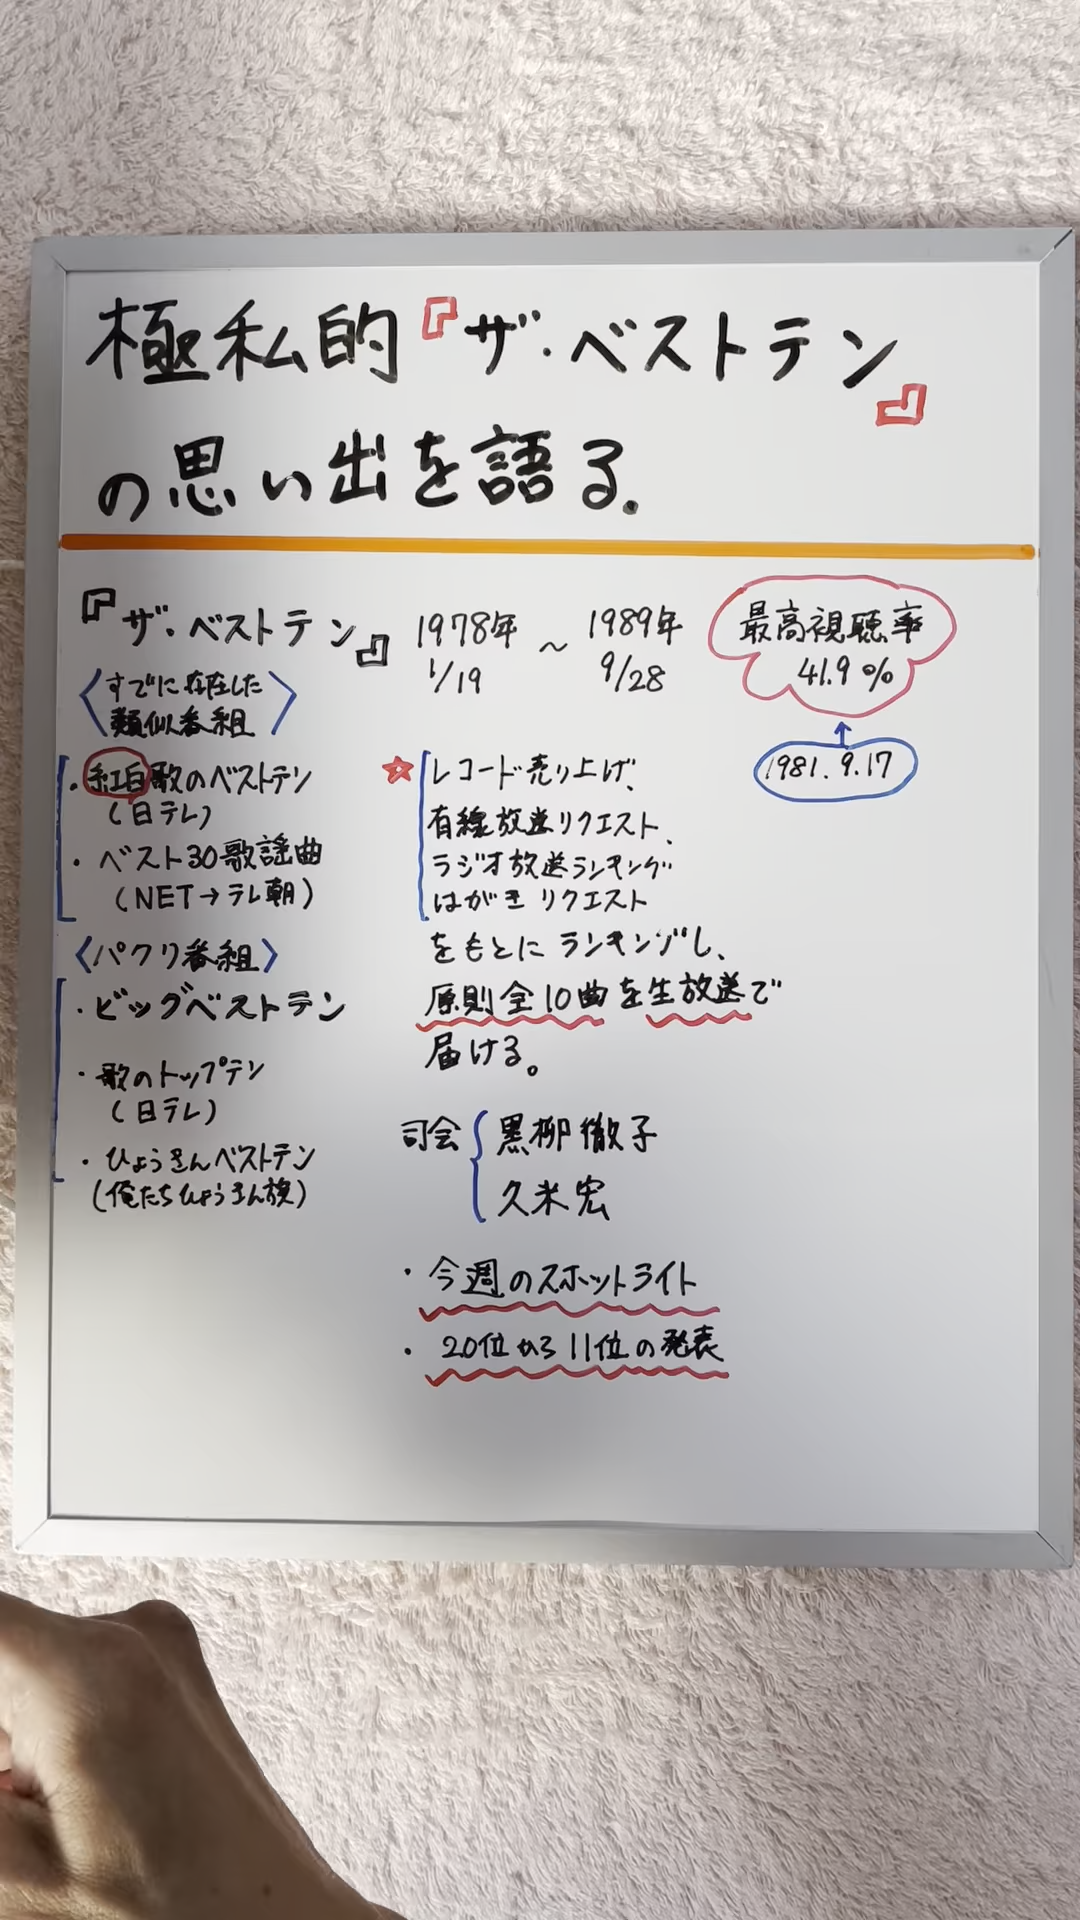 極私的『ザ・ベストテン』
の思い出を語る.
『ザ・ベストテン』 1978年 1/19 ～ 1989年 9/28
最高視聴率
41.9%
↑
1981.9.17
〈すでに存在した
類似番組〉
・紅白歌のベストテン
(日テレ)
・ベスト30歌謡曲
(NET→テレ朝)
〈パクリ番組〉
・ビッグベストテン
・歌のトップテン
(日テレ)
・ひょうきんベストテン
(俺たちひょうきん族)
☆レコード売り上げ、
有線放送リクエスト、
ラジオ放送ランキング
はがきリクエスト
をもとにランキングし、
原則全10曲を生放送で
届ける。
司会 { 黒柳徹子
久米宏
・今週のスポットライト
・20位から11位の発表